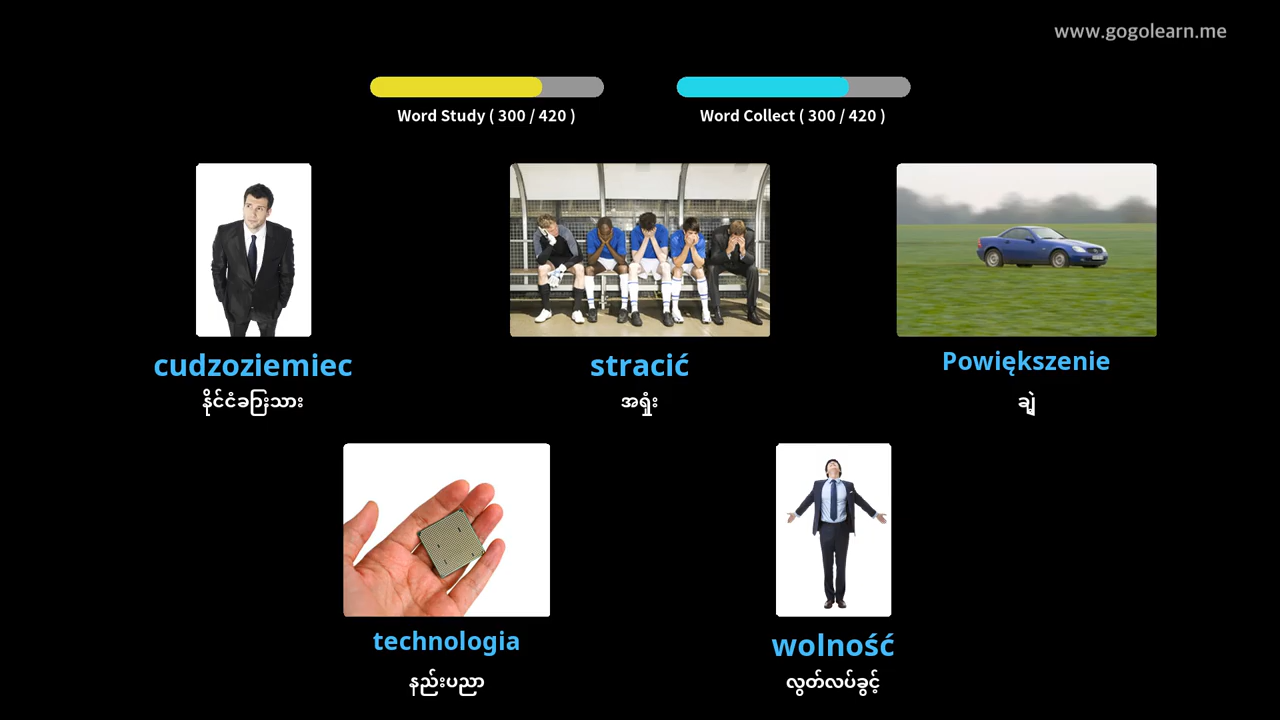 www.gogolearn.me
Word Study ( 300 / 420 )
Word Collect ( 300 / 420 )
cudzoziemiec
နိုင်ငံခြားသား
stracić
အရှုံး
Powiększenie
ချဲ့
technologia
နည်းပညာ
wolność
လွတ်လပ်ခွင့်